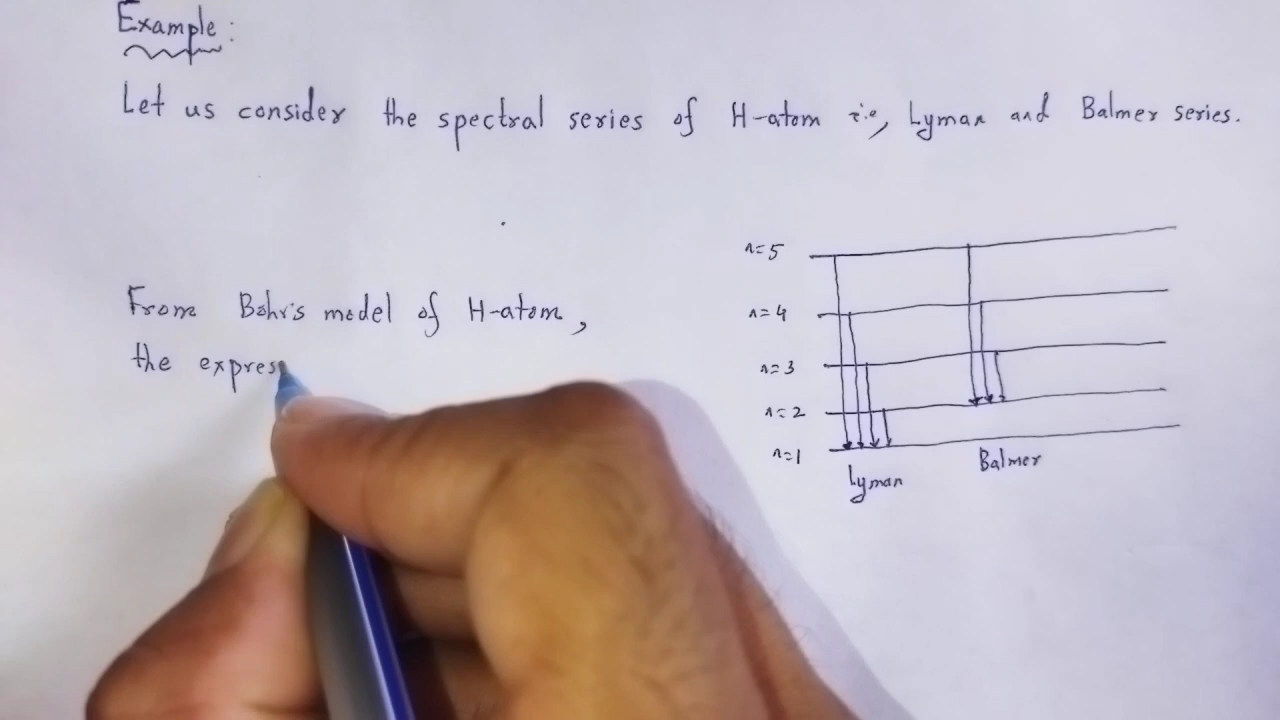 Example:
Let us consider the spectral series of H-atom i.e, Lyman and Balmer series.
From Bohr's model of H-atom,
the expres
n=5
n=4
n=3
n=2
n=1
Lyman
Balmer